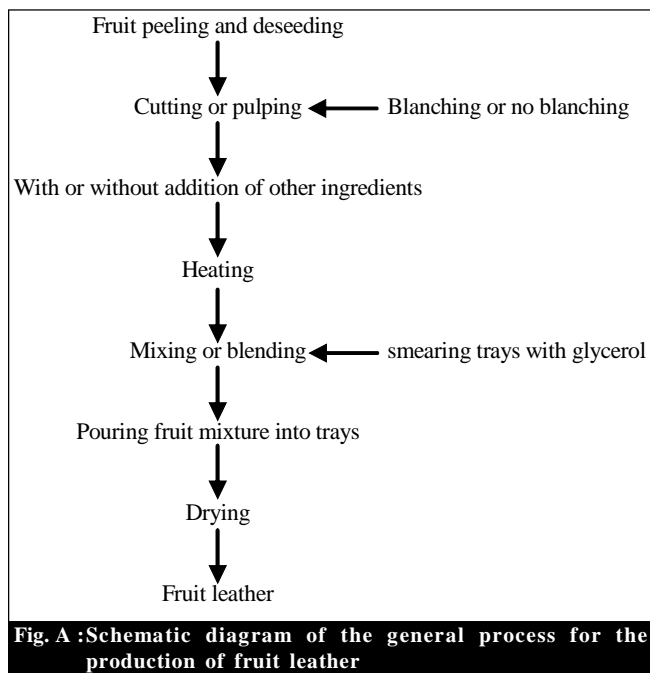 Fruit peeling and deseeding
Cutting or pulping
Blanching or no blanching
With or without addition of other ingredients
Heating
Mixing or blending
smearing trays with glycerol
Pouring fruit mixture into trays
Drying
Fruit leather
Fig. A :Schematic diagram of the general process for the
production of fruit leather